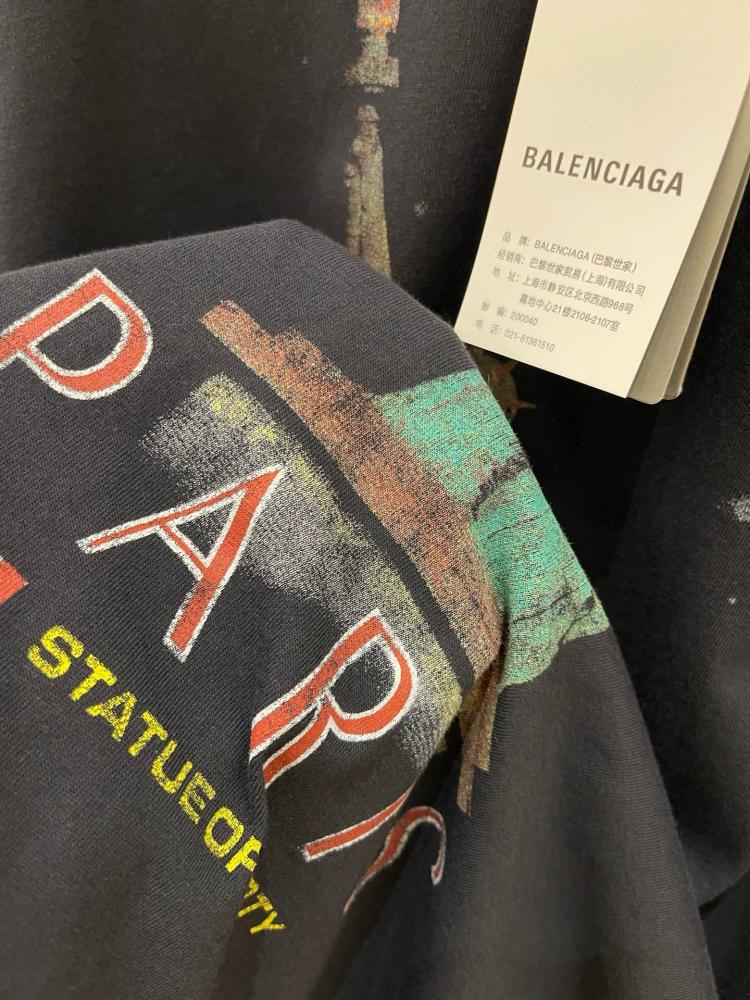 BALENCIAGA
品 牌: BALENCIAGA (巴黎世家)
经销商: 巴黎世家贸易(上海)有限公司
地 址: 上海市静安区北京西路968号
嘉地中心21楼2106-2107室
邮 编: 200040
电 话: 021-61361510
PARIS
STATUE OF